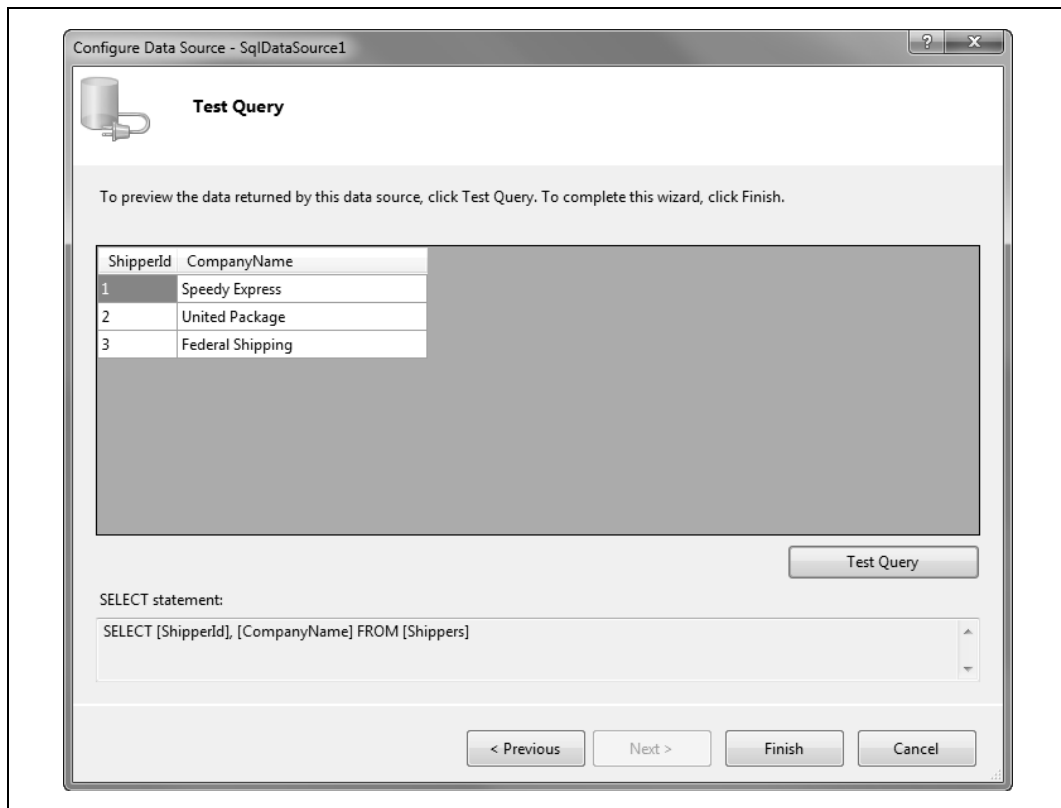 Configure Data Source - SqlDataSource1
Test Query
To preview the data returned by this data source, click Test Query. To complete this wizard, click Finish.
ShipperId CompanyName
1 Speedy Express
2 United Package
3 Federal Shipping
Test Query
SELECT statement:
SELECT [ShipperId], [CompanyName] FROM [Shippers]
< Previous Next > Finish Cancel